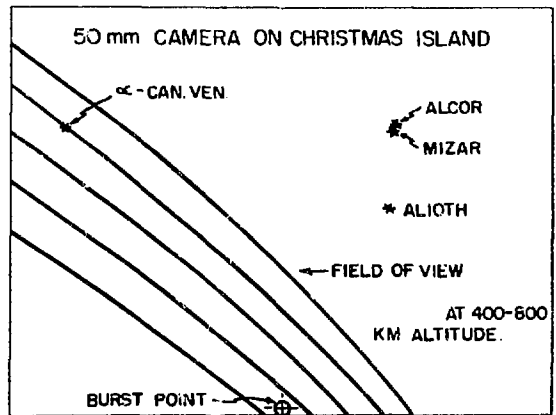 50 mm CAMERA ON CHRISTMAS ISLAND
α-CAN. VEN.
ALCOR
MIZAR
ALIOTH
FIELD OF VIEW
AT 400-800
KM ALTITUDE.
BURST POINT